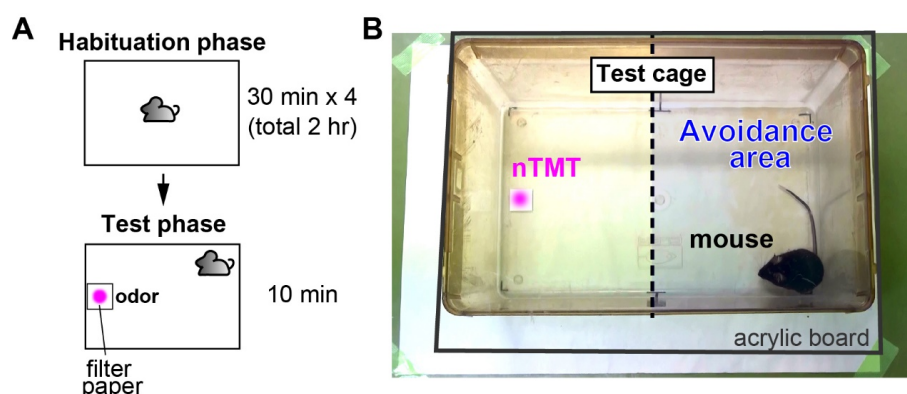 A
Habituation phase
30 min x 4
(total 2 hr)
Test phase
odor
10 min
filter
paper
B
Test cage
Avoidance
area
nTMT
mouse
acrylic board